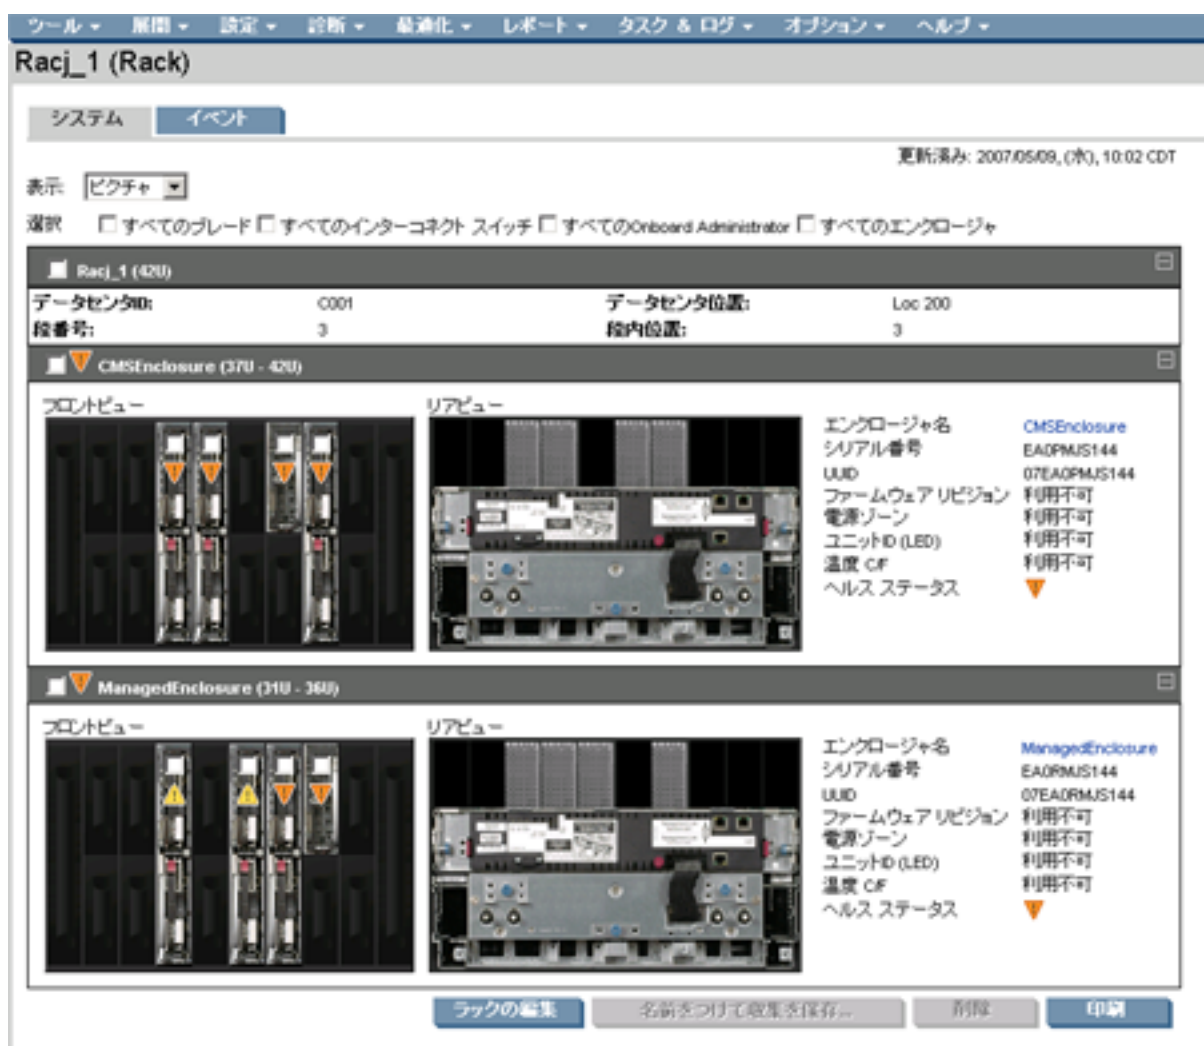 ツール 展開 設定 診断 最適化 レポート タスク & ログ オプション ヘルプ
Racj_1 (Rack)
システム イベント
更新済み: 2007/05/09, (水), 10:02 CDT
表示 ピクチャ
選択 すべてのブレード すべてのインターコネクト スイッチ すべてのOnboard Administrator すべてのエンクロージャ
Racj_1 (42U)
データセンタID: C001 データセンタ位置: Loc 200
段番号: 3 段内位置: 3
CMSEnclosure (37U - 42U)
フロントビュー リアビュー
エンクロージャ名 CMSEnclosure
シリアル番号 EA0PMJS144
UUID 07EA0PMJS144
ファームウェア リビジョン 利用不可
電源ゾーン 利用不可
ユニットID (LED) 利用不可
温度 C/F 利用不可
ヘルス ステータス
ManagedEnclosure (31U - 36U)
フロントビュー リアビュー
エンクロージャ名 ManagedEnclosure
シリアル番号 EA0RMJS144
UUID 07EA0RMJS144
ファームウェア リビジョン 利用不可
電源ゾーン 利用不可
ユニットID (LED) 利用不可
温度 C/F 利用不可
ヘルス ステータス
ラックの編集 名前をつけて収集を保存... 削除 印刷